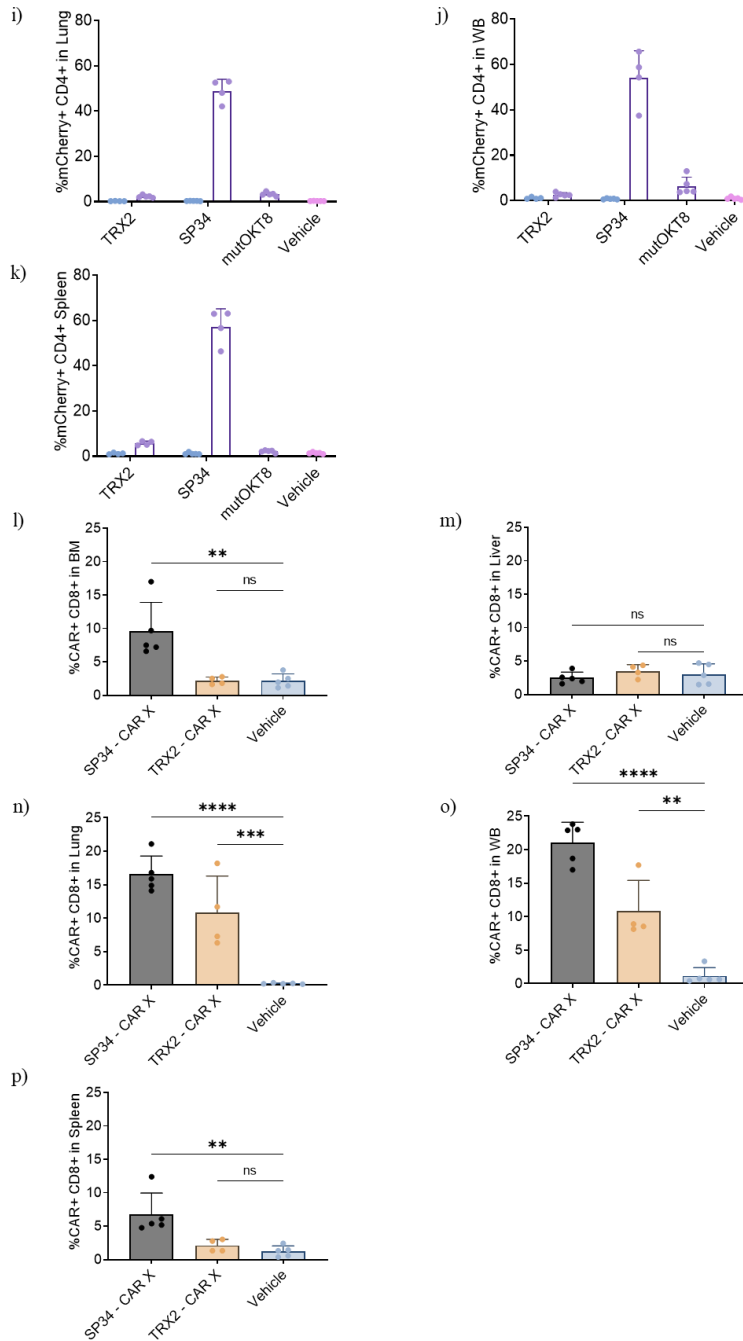 i)
%mCherry+ CD4+ in Lung
80
60
40
20
0
TRX2
SP34
mutOKT8
Vehicle
j)
%mCherry+ CD4+ in WB
80
60
40
20
0
TRX2
SP34
mutOKT8
Vehicle
k)
%mCherry+ CD4+ Spleen
80
60
40
20
0
TRX2
SP34
mutOKT8
Vehicle
l)
%CAR+ CD8+ in BM
25
20
15
10
5
0
**
ns
SP34 - CAR X
TRX2 - CAR X
Vehicle
m)
%CAR+ CD8+ in Liver
25
20
15
10
5
0
ns
ns
SP34 - CAR X
TRX2 - CAR X
Vehicle
n)
%CAR+ CD8+ in Lung
25
20
15
10
5
0
****
***
SP34 - CAR X
TRX2 - CAR X
Vehicle
o)
%CAR+ CD8+ in WB
25
20
15
10
5
0
****
**
SP34 - CAR X
TRX2 - CAR X
Vehicle
p)
%CAR+ CD8+ in Spleen
25
20
15
10
5
0
**
ns
SP34 - CAR X
TRX2 - CAR X
Vehicle